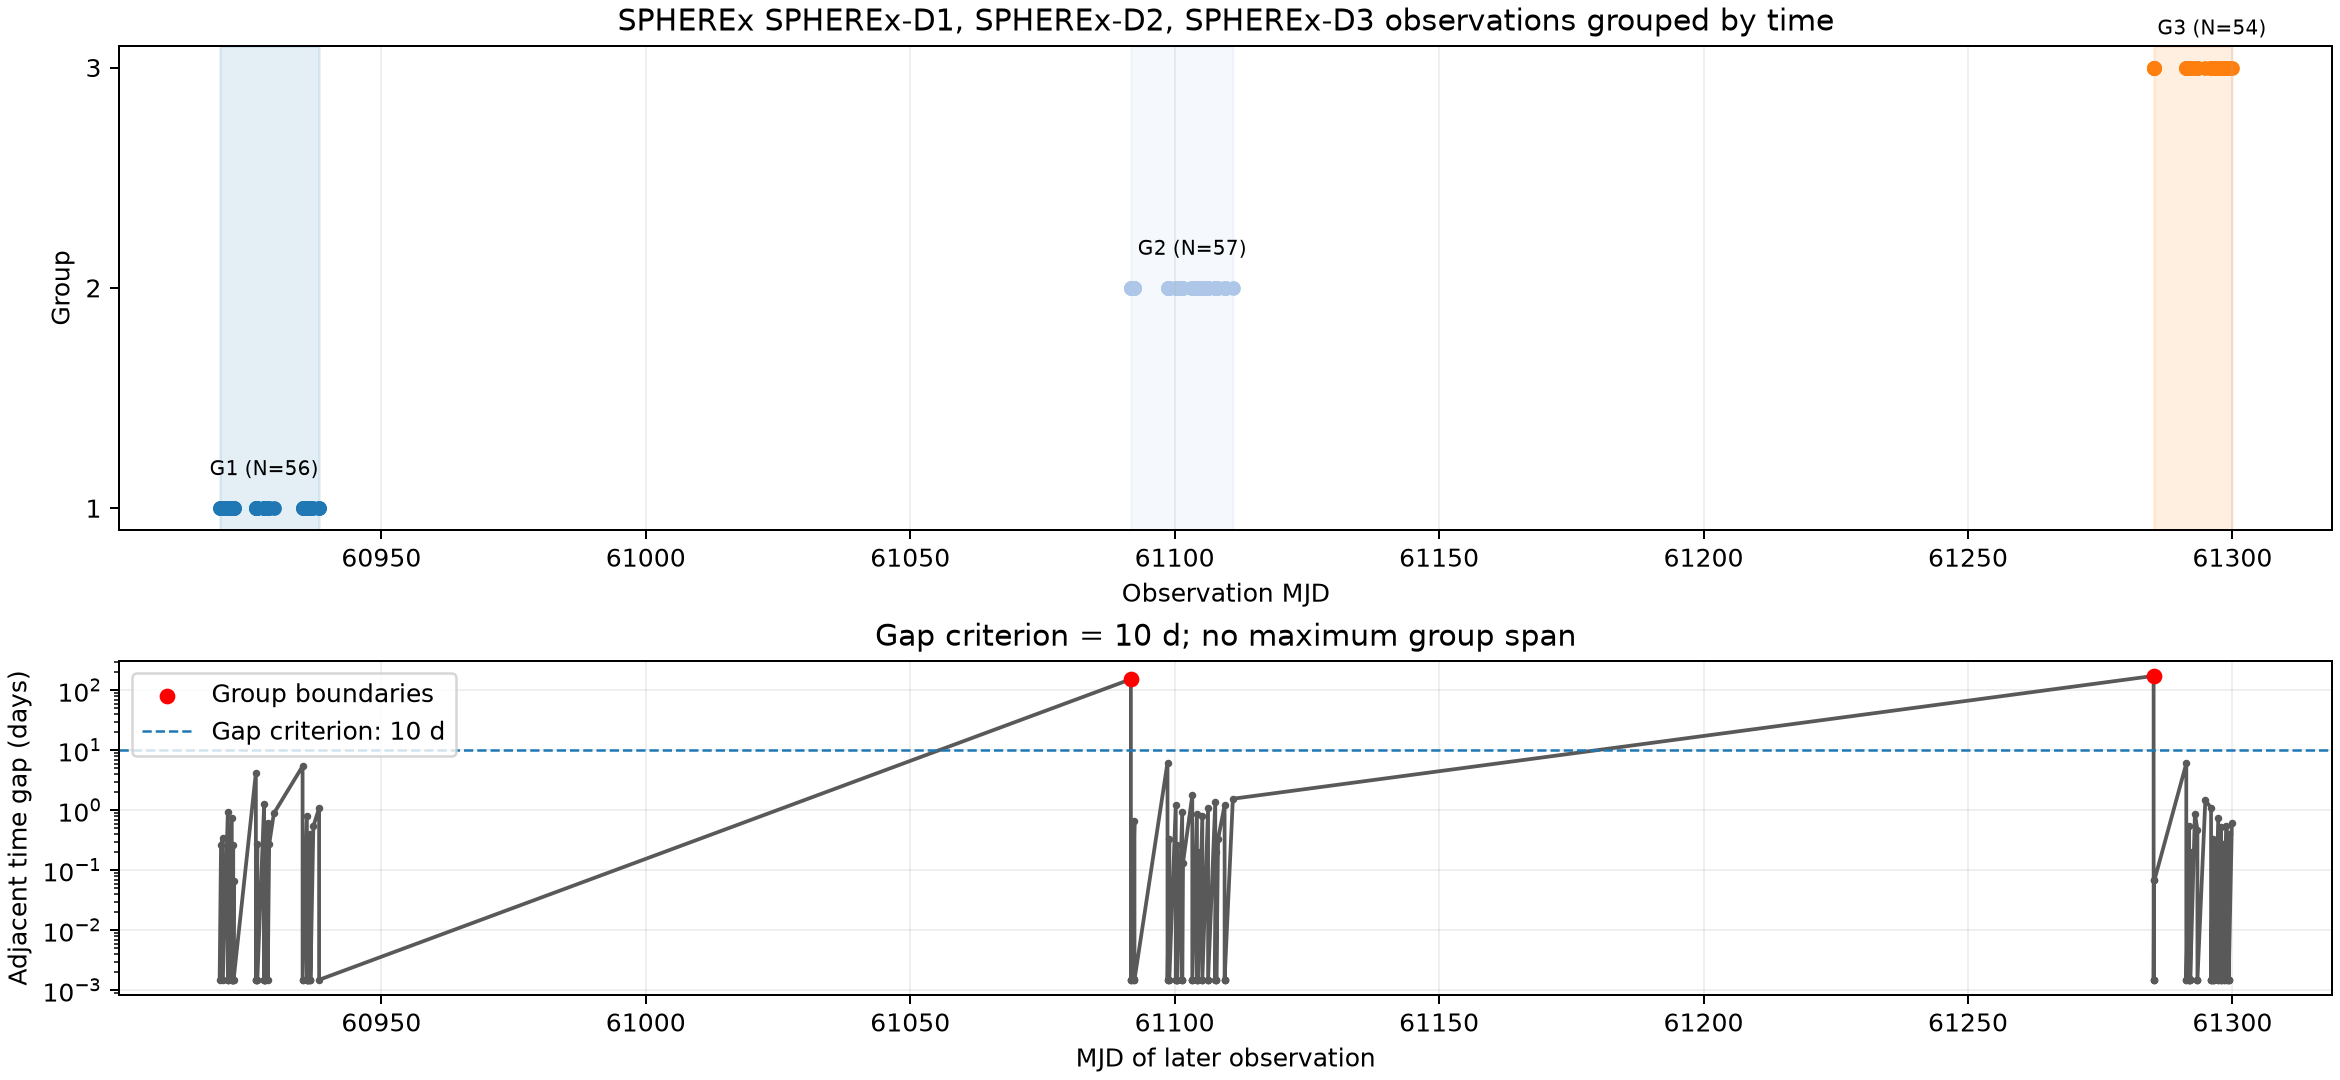 SPHEREx SPHEREx-D1, SPHEREx-D2, SPHEREx-D3 observations grouped by time
G3 (N=54)
3
G2 (N=57)
2
Group
G1 (N=56)
1
60950 61000 61050 61100 61150 61200 61250 61300
Observation MJD
Gap criterion = 10 d; no maximum group span
Group boundaries
Gap criterion: 10 d
Adjacent time gap (days)
10²
10¹
10⁰
10⁻¹
10⁻²
10⁻³
60950 61000 61050 61100 61150 61200 61250 61300
MJD of later observation